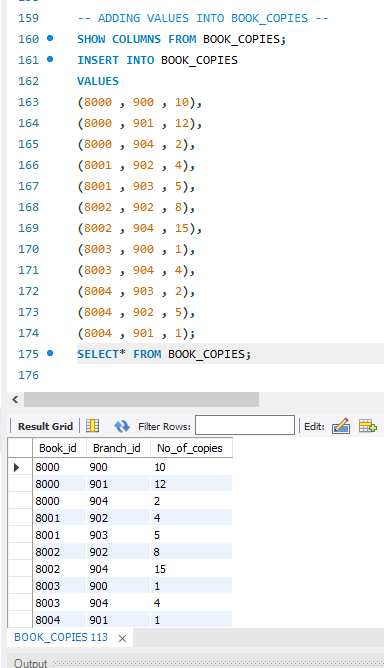 159 -- ADDING VALUES INTO BOOK_COPIES --
160 SHOW COLUMNS FROM BOOK_COPIES;
161 INSERT INTO BOOK_COPIES
162 VALUES
163 (8000 , 900 , 10),
164 (8000 , 901 , 12),
165 (8000 , 904 , 2),
166 (8001 , 902 , 4),
167 (8001 , 903 , 5),
168 (8002 , 902 , 8),
169 (8002 , 904 , 15),
170 (8003 , 900 , 1),
171 (8003 , 904 , 4),
172 (8004 , 903 , 2),
173 (8004 , 902 , 5),
174 (8004 , 901 , 1);
175 SELECT* FROM BOOK_COPIES;
176
Result Grid Filter Rows: Edit:
Book_id Branch_id No_of_copies
8000 900 10
8000 901 12
8000 904 2
8001 902 4
8001 903 5
8002 902 8
8002 904 15
8003 900 1
8003 904 4
8004 901 1
BOOK_COPIES 113
Output